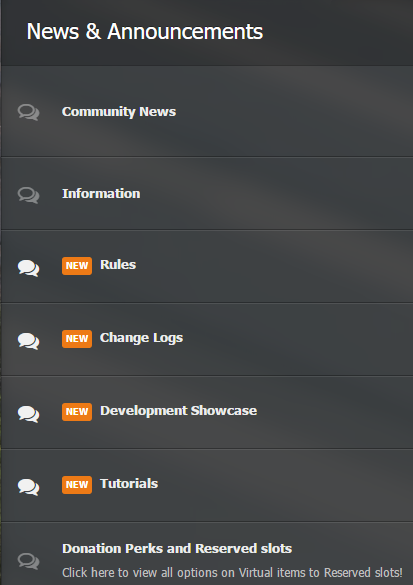 News & Announcements
Community News
Information
NEW Rules
NEW Change Logs
NEW Development Showcase
NEW Tutorials
Donation Perks and Reserved slots
Click here to view all options on Virtual items to Reserved slots!